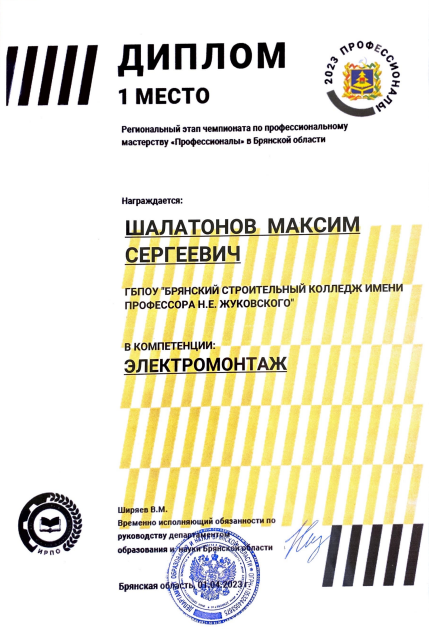 ДИПЛОМ
1 МЕСТО
2023 ПРОФЕССИОНАЛЫ
Региональный этап чемпионата по профессиональному
мастерству «Профессионалы» в Брянской области
Награждается:
ШАЛАТОНОВ МАКСИМ
СЕРГЕЕВИЧ
ГБПОУ "БРЯНСКИЙ СТРОИТЕЛЬНЫЙ КОЛЛЕДЖ ИМЕНИ
ПРОФЕССОРА Н.Е. ЖУКОВСКОГО"
В КОМПЕТЕНЦИИ:
ЭЛЕКТРОМОНТАЖ
ИРПО
Ширяев В.М.
Временно исполняющий обязанности по
руководству департаментом
образования и науки Брянской области
Брянская область, 01.04.2023 г.